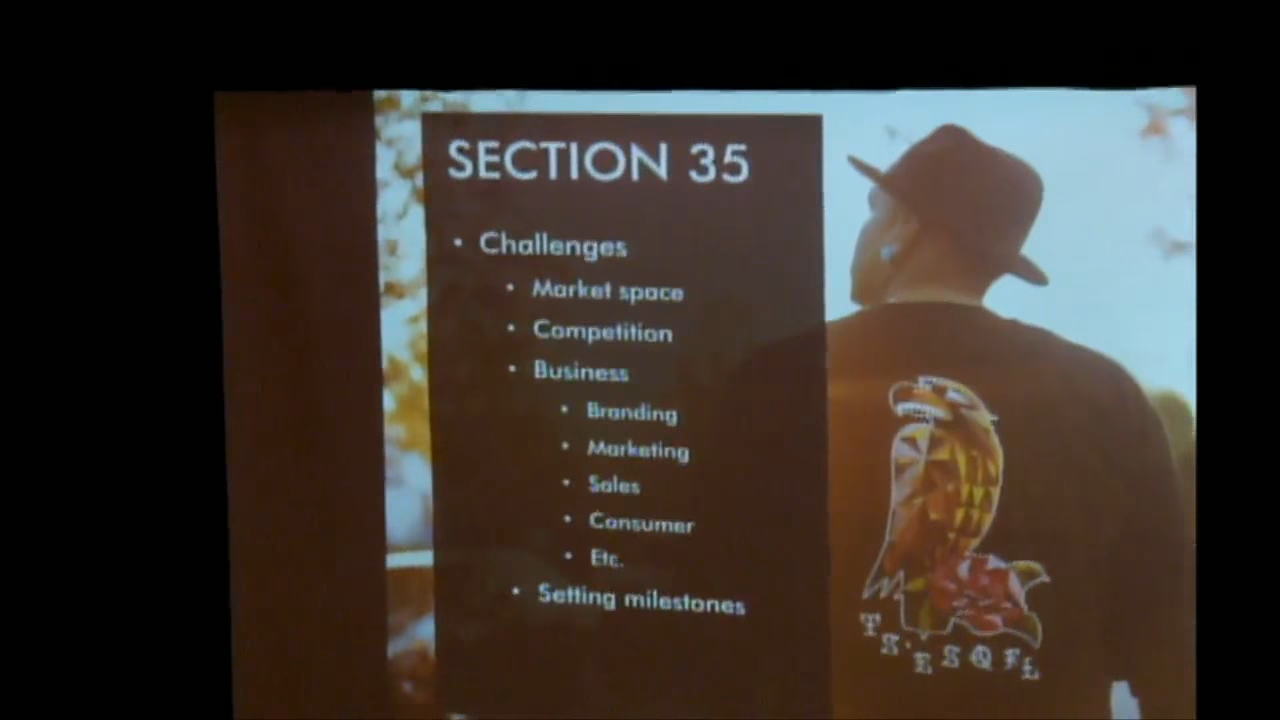 SECTION 35
• Challenges
• Market space
• Competition
• Business
• Branding
• Marketing
• Sales
• Consumer
• Etc.
• Setting milestones